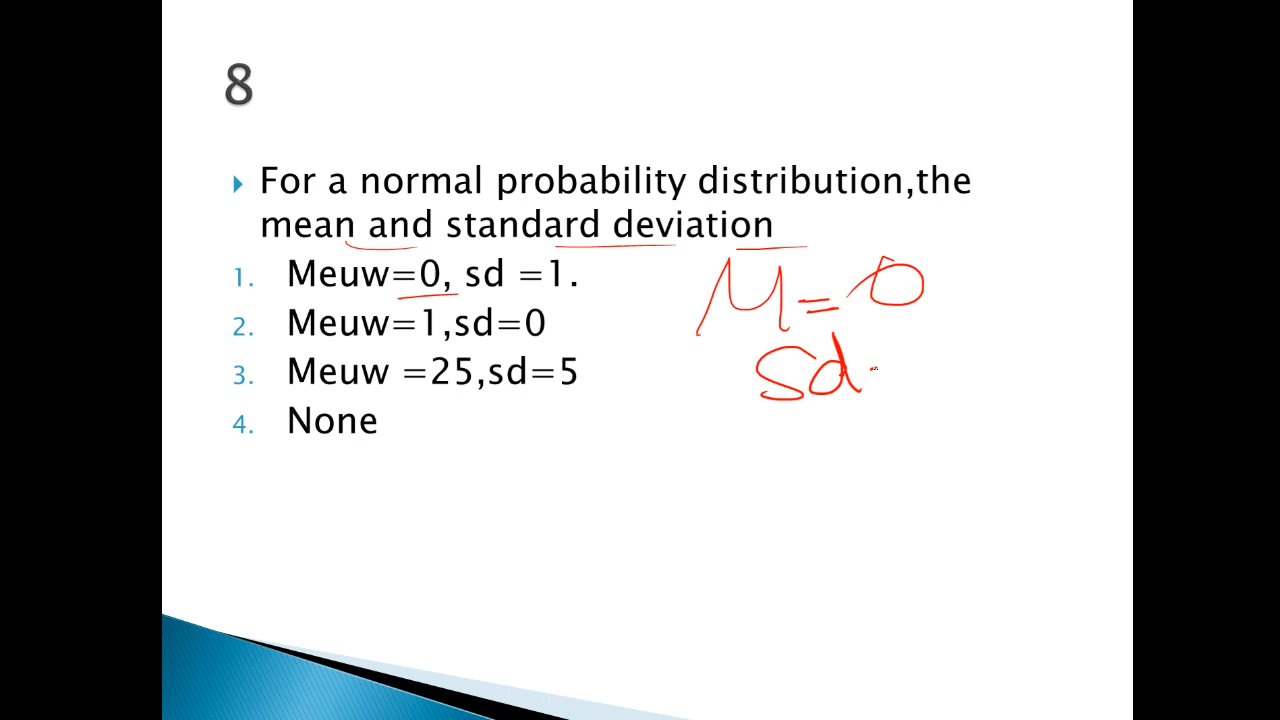 8
For a normal probability distribution,the
mean and standard deviation
1. Meuw=0, sd =1.
2. Meuw=1,sd=0
3. Meuw =25,sd=5
4. None
M=0
Sd-